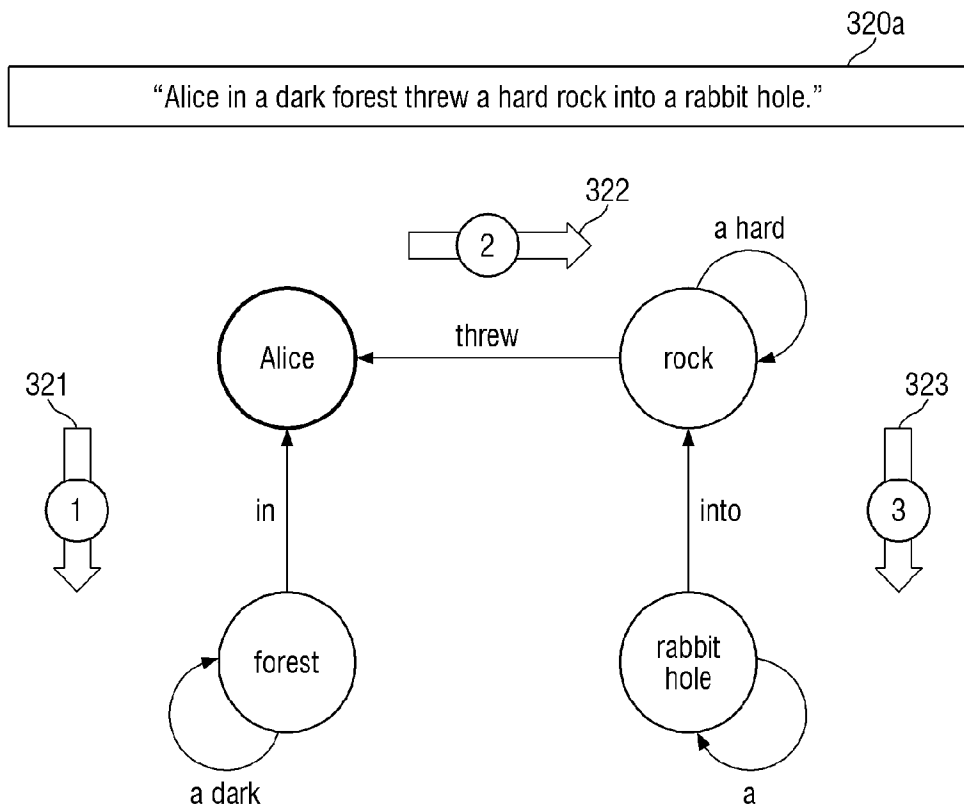 320a
“Alice in a dark forest threw a hard rock into a rabbit hole.”
322
2
a hard
Alice
threw
rock
321
323
1
in
into
3
forest
rabbit
hole
a dark
a